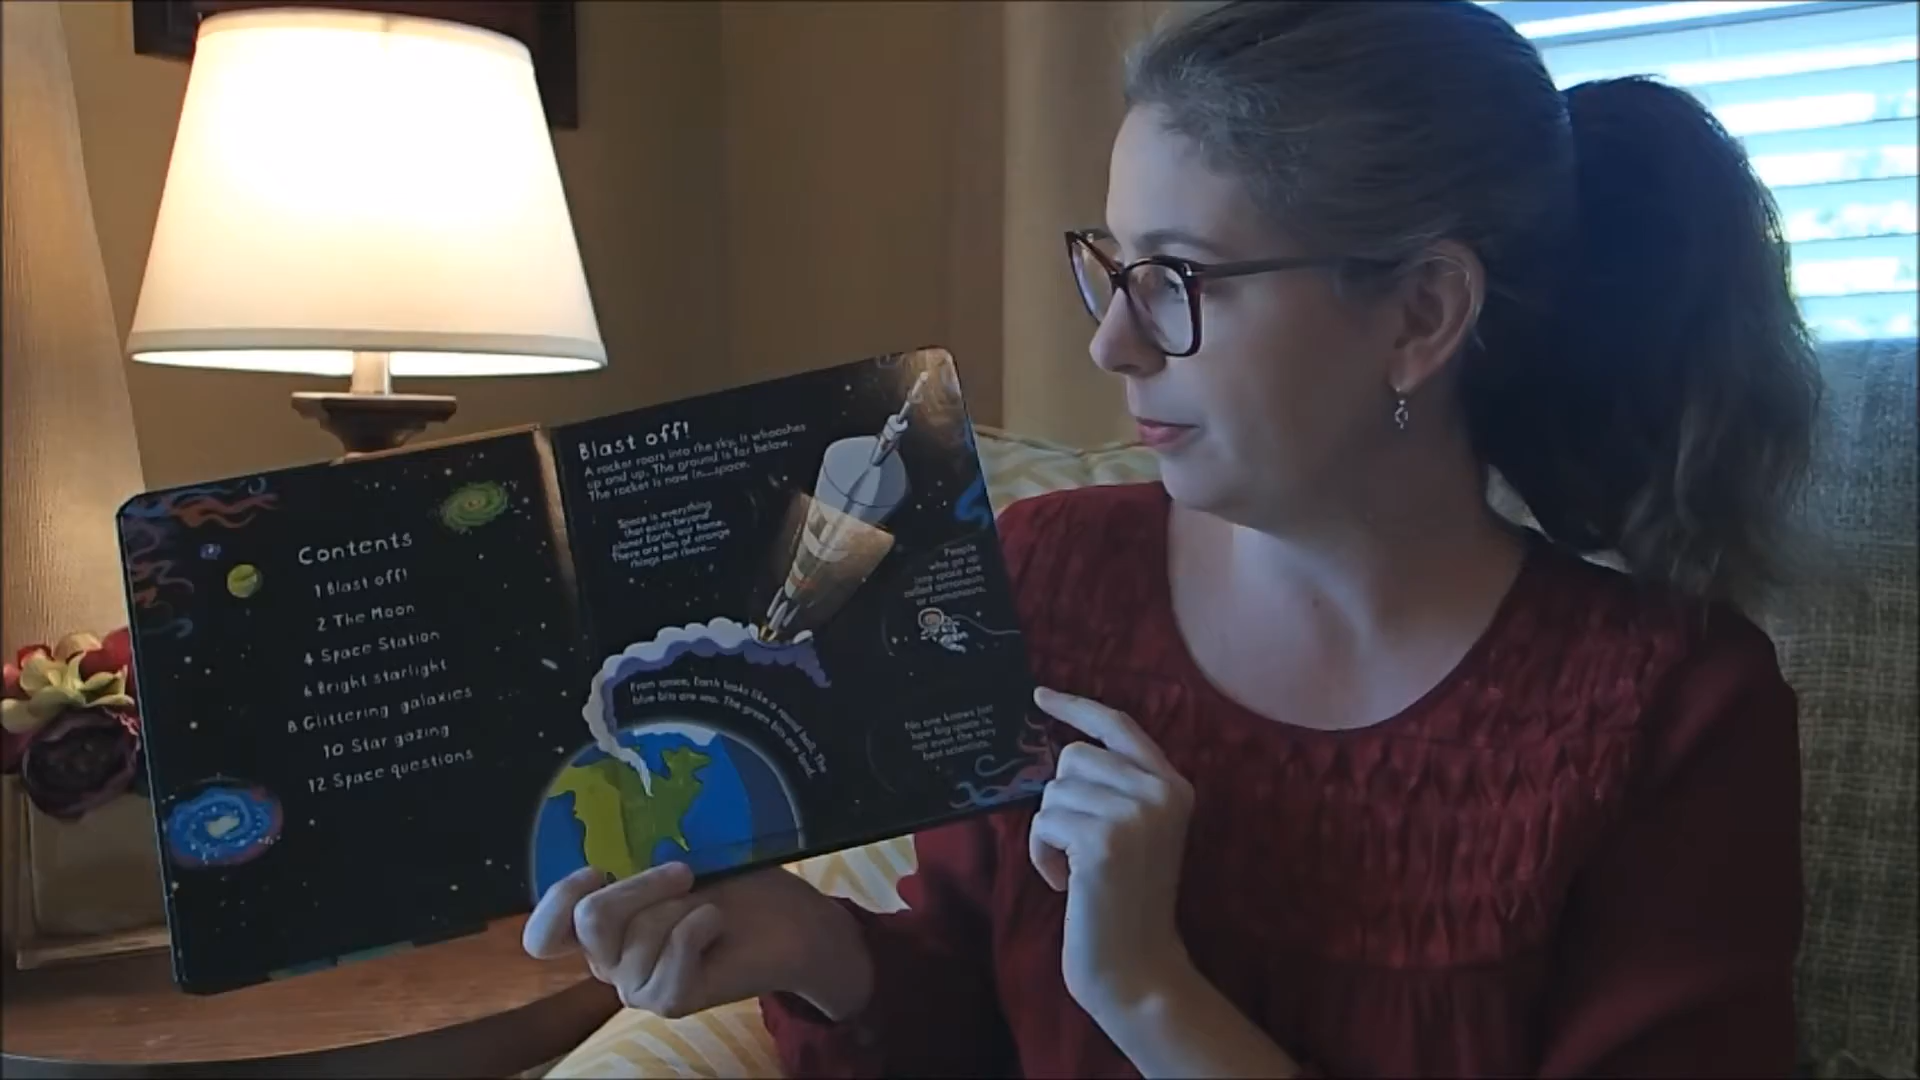 Contents
1 Blast off!
2 The Moon
4 Space Station
6 Bright starlight
8 Glittering galaxies
10 Star gazing
12 Space questions
Blast off!
A rocket roars into the sky. It whooshes
up and up. The ground is far below.
The rocket is now in...space.
Space is everything
that exists beyond
planet Earth, our home.
There are lots of strange
things out there...
People
who go up
into space are
called astronauts
or cosmonauts.
From space, Earth looks like a round ball. The
blue bits are sea. The green bits are land.
No one knows just
how big space is,
not even the very
best scientists.